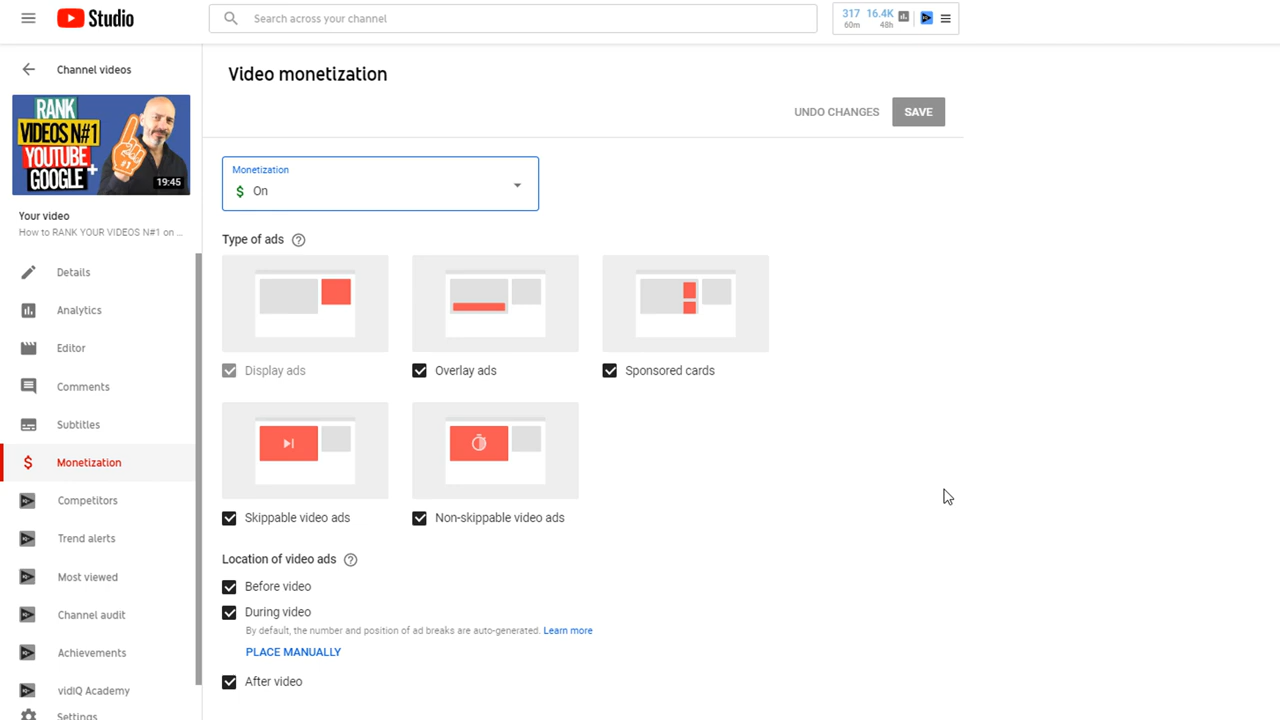 Studio
Search across your channel
317 16.4K
60m 48h
Channel videos
Video monetization
UNDO CHANGES
SAVE
RANK
VIDEOS N#1
YOUTUBE
+
GOOGLE
#1
19:45
Your video
How to RANK YOUR VIDEOS N#1 on ...
Details
Analytics
Editor
Comments
Subtitles
$ Monetization
Competitors
Trend alerts
Most viewed
Channel audit
Achievements
vidIQ Academy
Settings
Monetization
$ On
Type of ads ?
Display ads
Overlay ads
Sponsored cards
Skippable video ads
Non-skippable video ads
Location of video ads ?
Before video
During video
By default, the number and position of ad breaks are auto-generated. Learn more
PLACE MANUALLY
After video